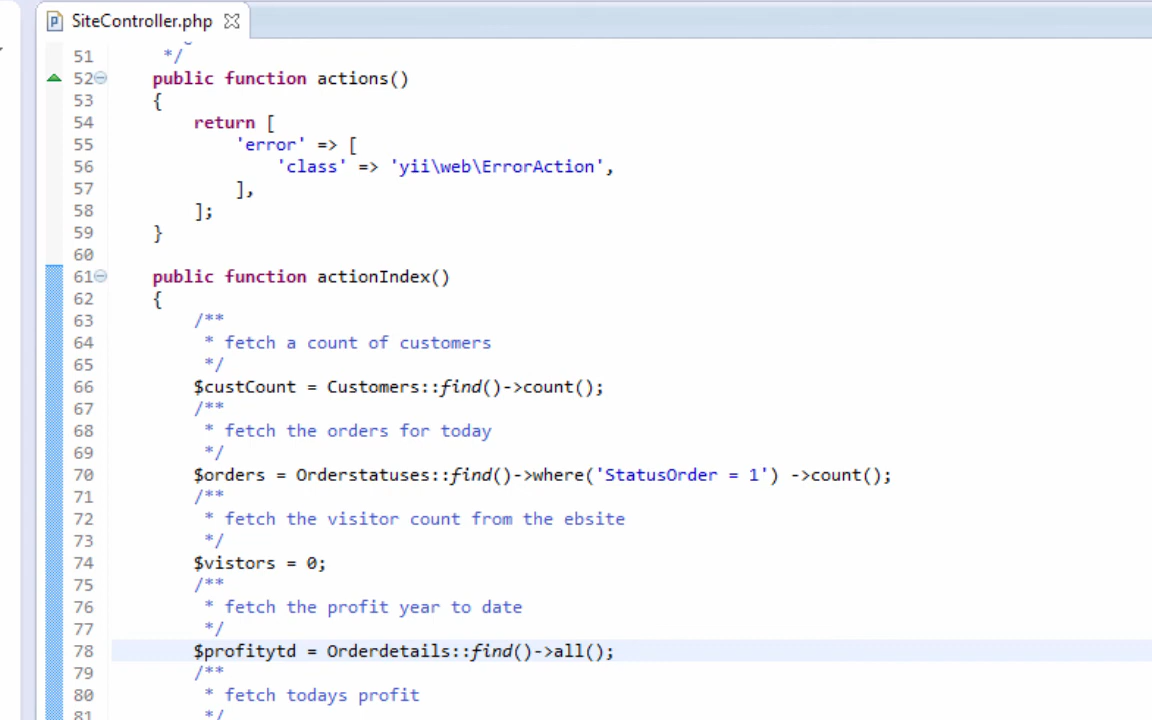 SiteController.php
51 */
52 public function actions()
53 {
54 return [
55 'error' => [
56 'class' => 'yii\web\ErrorAction',
57 ],
58 ];
59 }
60
61 public function actionIndex()
62 {
63 /**
64 * fetch a count of customers
65 */
66 $custCount = Customers::find()->count();
67 /**
68 * fetch the orders for today
69 */
70 $orders = Orderstatuses::find()->where('StatusOrder = 1') ->count();
71 /**
72 * fetch the visitor count from the ebsite
73 */
74 $vistors = 0;
75 /**
76 * fetch the profit year to date
77 */
78 $profitytd = Orderdetails::find()->all();
79 /**
80 * fetch todays profit
81 */